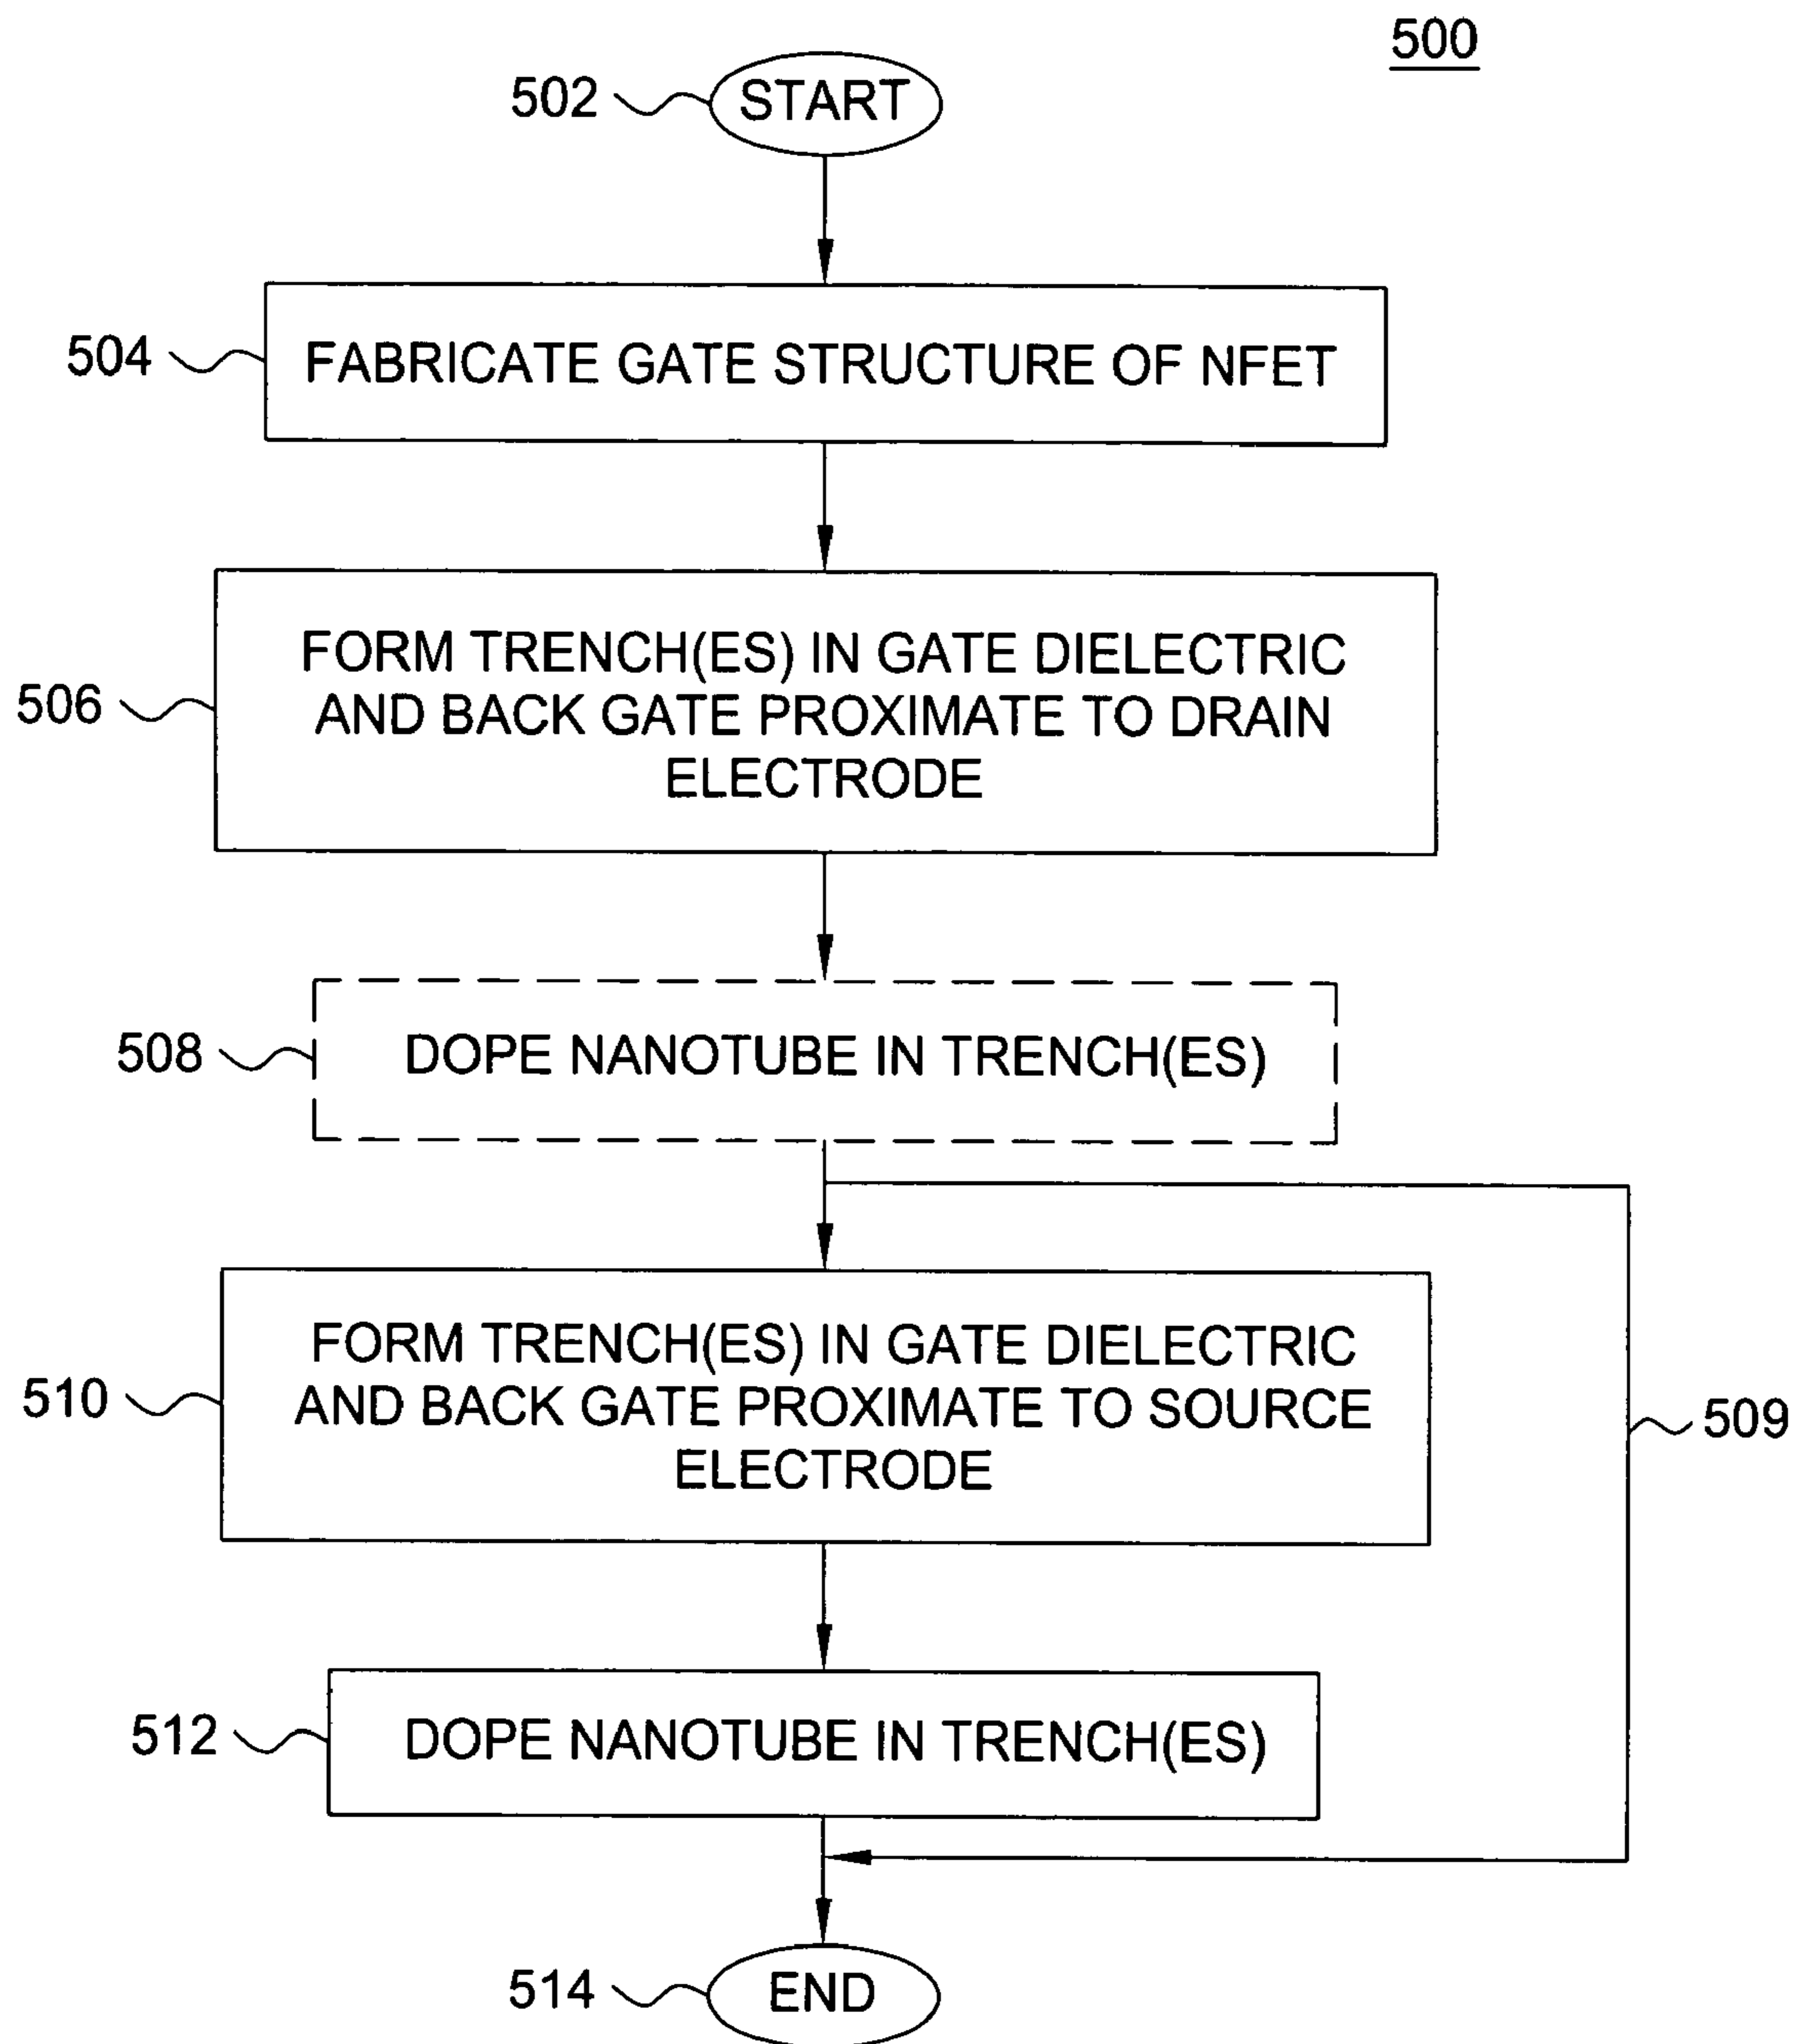 500
502
START
504
FABRICATE GATE STRUCTURE OF NFET
506
FORM TRENCH(ES) IN GATE DIELECTRIC
AND BACK GATE PROXIMATE TO DRAIN
ELECTRODE
508
DOPE NANOTUBE IN TRENCH(ES)
510
FORM TRENCH(ES) IN GATE DIELECTRIC
AND BACK GATE PROXIMATE TO SOURCE
ELECTRODE
509
512
DOPE NANOTUBE IN TRENCH(ES)
514
END